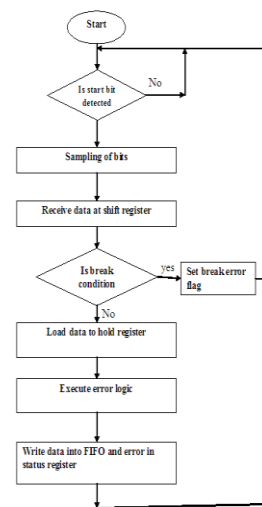 Start
Is start bit
detected
No
Sampling of bits
Receive data at shift register
Is break
condition
yes
Set break error
flag
No
Load data to hold register
Execute error logic
Write data into FIFO and error in
status register